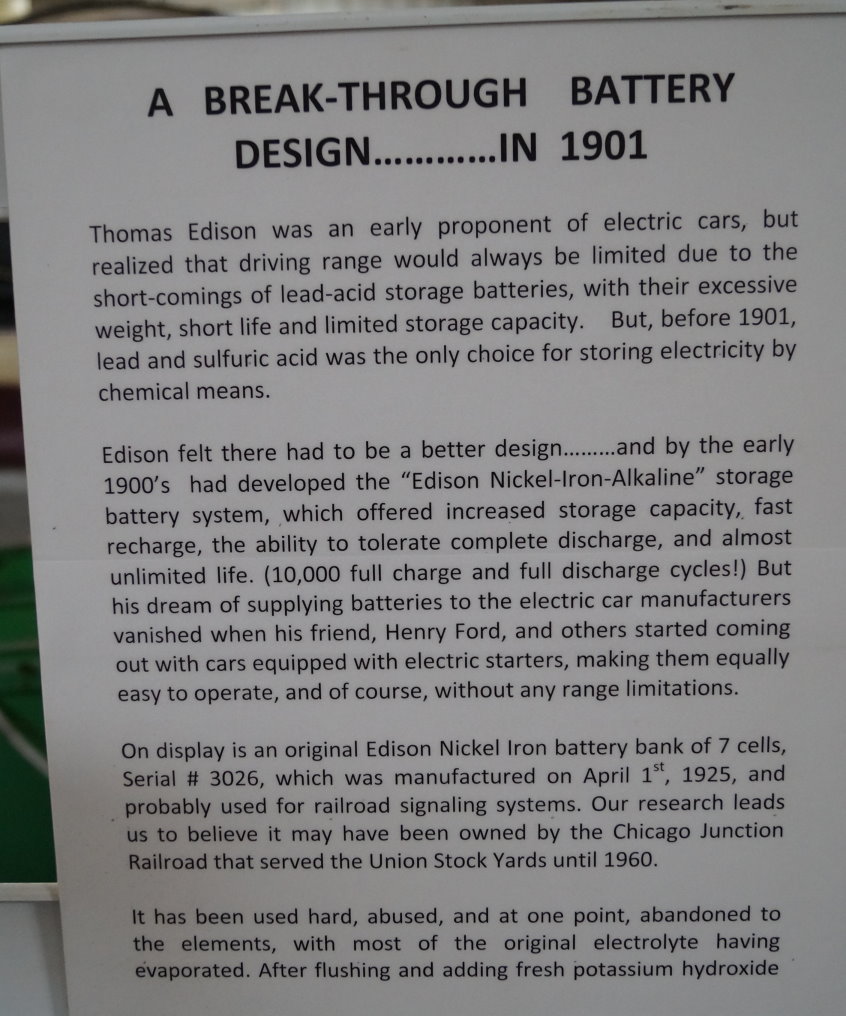 A BREAK-THROUGH BATTERY
DESIGN............IN 1901
Thomas Edison was an early proponent of electric cars, but
realized that driving range would always be limited due to the
short-comings of lead-acid storage batteries, with their excessive
weight, short life and limited storage capacity. But, before 1901,
lead and sulfuric acid was the only choice for storing electricity by
chemical means.
Edison felt there had to be a better design.........and by the early
1900's had developed the “Edison Nickel-Iron-Alkaline” storage
battery system, which offered increased storage capacity, fast
recharge, the ability to tolerate complete discharge, and almost
unlimited life. (10,000 full charge and full discharge cycles!) But
his dream of supplying batteries to the electric car manufacturers
vanished when his friend, Henry Ford, and others started coming
out with cars equipped with electric starters, making them equally
easy to operate, and of course, without any range limitations.
On display is an original Edison Nickel Iron battery bank of 7 cells,
Serial # 3026, which was manufactured on April 1st, 1925, and
probably used for railroad signaling systems. Our research leads
us to believe it may have been owned by the Chicago Junction
Railroad that served the Union Stock Yards until 1960.
It has been used hard, abused, and at one point, abandoned to
the elements, with most of the original electrolyte having
evaporated. After flushing and adding fresh potassium hydroxide